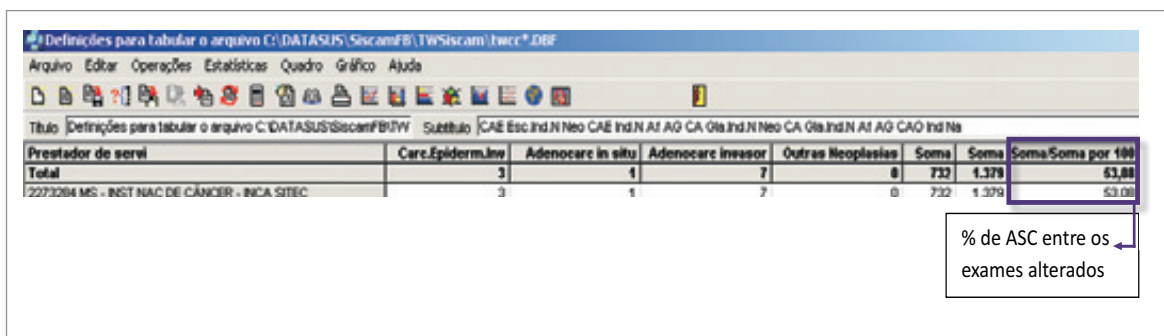 Definições para tabular o arquivo C:\DATASUS\SiscamFB\TWSiscam\twcc*.DBF
Arquivo Editar Operações Estatísticas Quadro Gráfico Ajuda
Título Definições para tabular o arquivo C:\DATASUS\SiscamFB\TW Subtítulo CAE Esc.Ind.N Neo CAE Ind.N Af AG CA Gla.Ind.N Neo CA Gla.Ind.N Af AG CAO Ind Na
Prestador de servi Carc.Epiderm.Inv Adenocarc in situ Adenocarc invasor Outras Neoplasias Soma Soma Soma/Soma por 100
Total 3 1 7 0 732 1.379 53,08
2273284 MS - INST NAC DE CÂNCER - INCA SITEC 3 1 7 0 732 1.379 53,08
% de ASC entre os
exames alterados